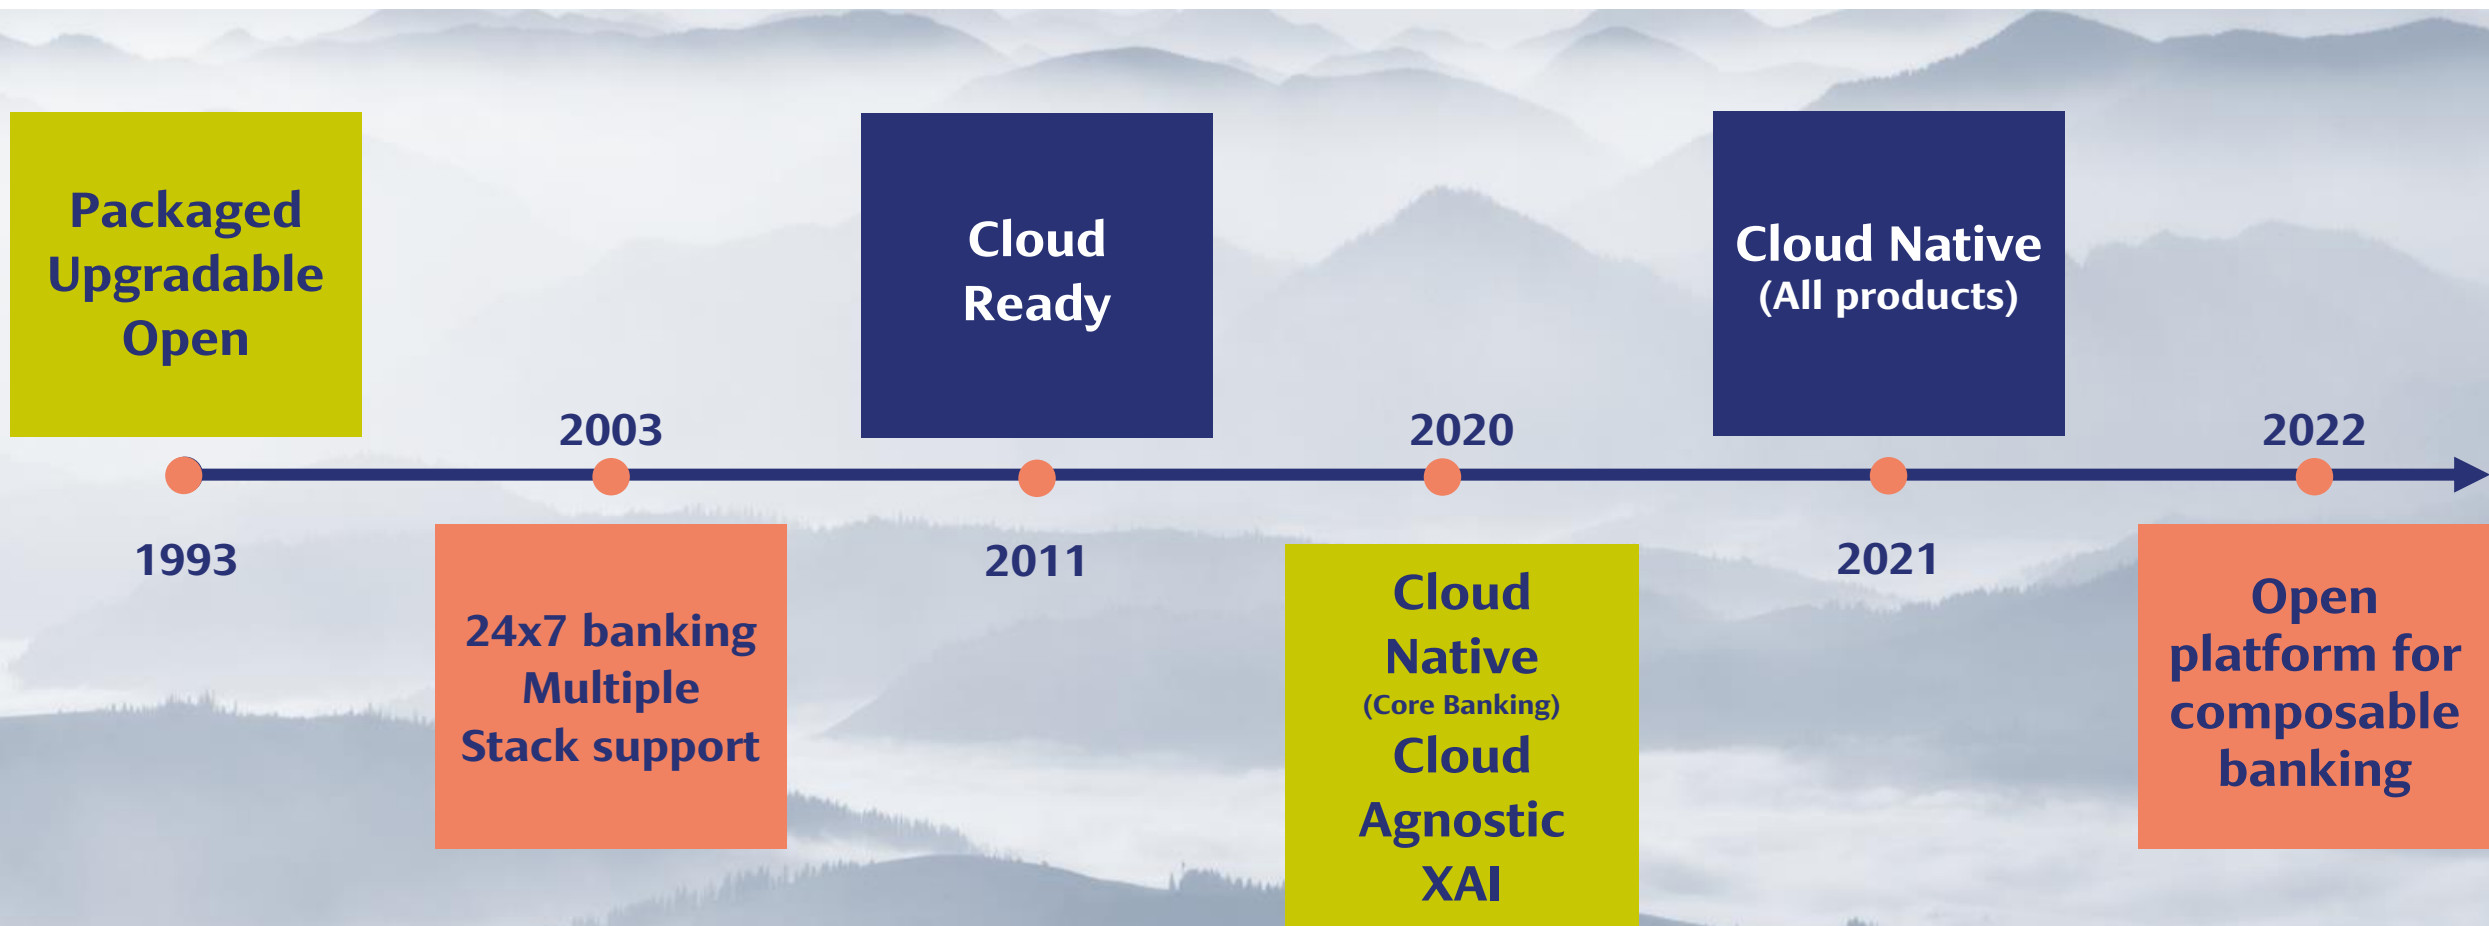 Packaged
Upgradable
Open
1993
2003
24x7 banking
Multiple
Stack support
Cloud
Ready
2011
2020
Cloud
Native
(Core Banking)
Cloud
Agnostic
XAI
Cloud Native
(All products)
2021
2022
Open
platform for
composable
banking